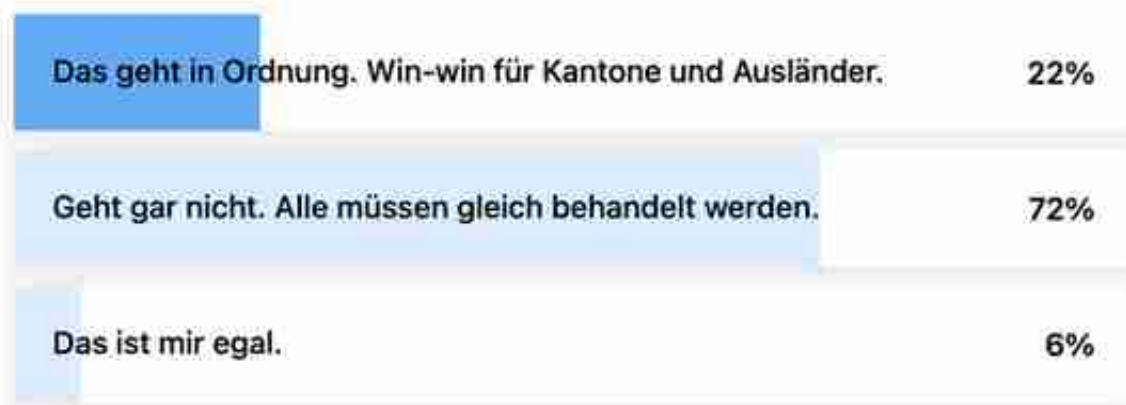 Das geht in Ordnung. Win-win für Kantone und Ausländer. 22%
Geht gar nicht. Alle müssen gleich behandelt werden. 72%
Das ist mir egal. 6%